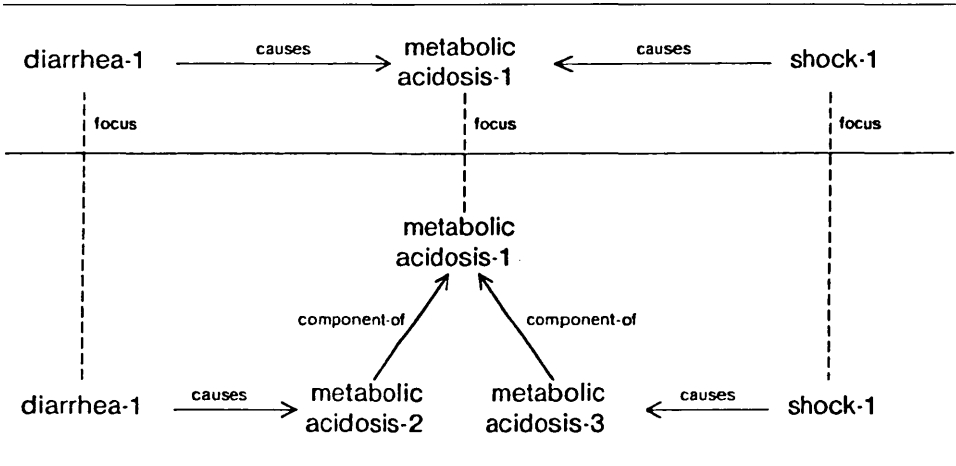 causes
metabolic
causes
diarrhea-1
acidosis-1
shock-1
focus
focus
focus
metabolic
acidosis-1
component-of
component-of
causes
metabolic
metabolic
causes
diarrhea-1
acidosis-2
acidosis-3
shock-1